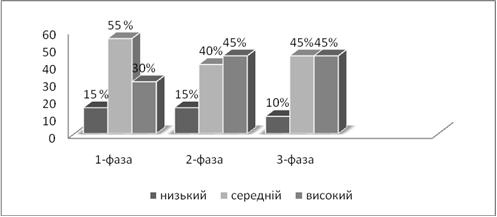 60
50
40
30
20
10
0
15 %
55 %
30%
15 %
40%
45%
10%
45%
45%
1-фаза
2-фаза
3-фаза
низький
середній
високий